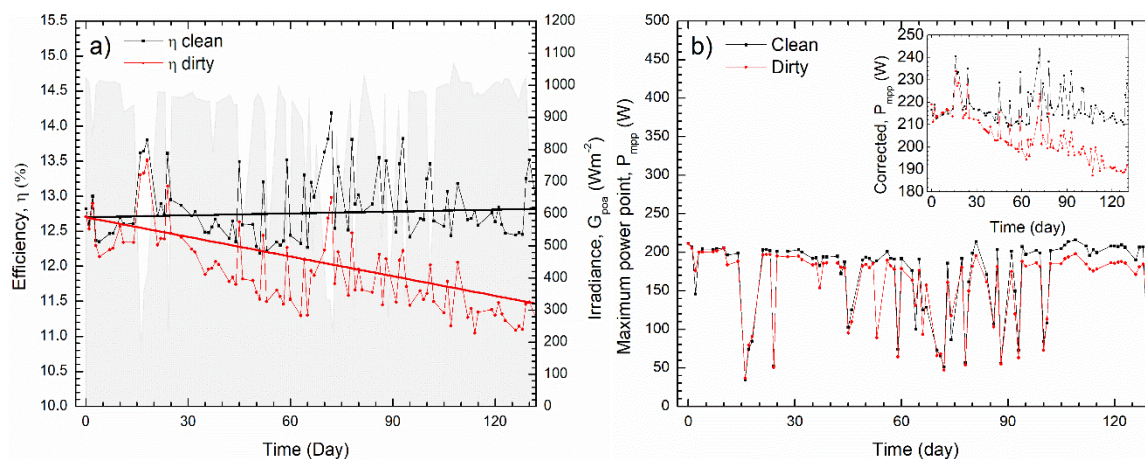 a)
η clean
η dirty
Efficiency, η (%)
15.5
15.0
14.5
14.0
13.5
13.0
12.5
12.0
11.5
11.0
10.5
10.0
0 30 60 90 120
Time (Day)
1200
1100
1000
900
800
700
600
500
400
300
200
100
0
Irradiance, G_poa (Wm⁻²)
b)
Clean
Dirty
Maximum power point, P_mpp (W)
500
450
400
350
300
250
200
150
100
50
0
0 30 60 90 120
Time (day)
Corrected, P_mpp (W)
250
240
230
220
210
200
190
180
0 30 60 90 120
Time (day)